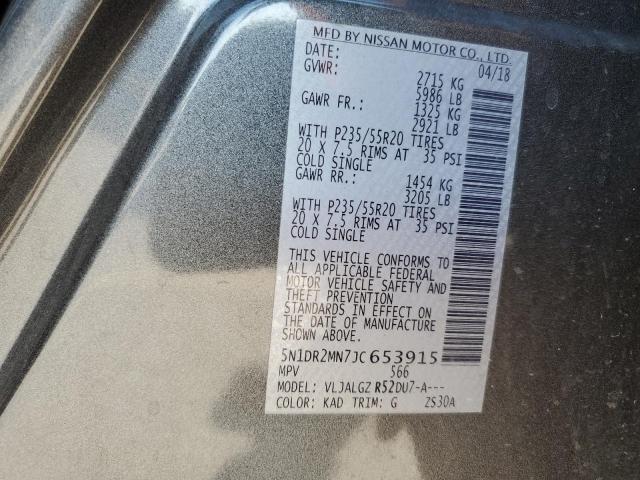 MFD BY NISSAN MOTOR CO., LTD.
DATE: 04/18
GVWR: 2715 KG
5986 LB
GAWR FR.: 1325 KG
2921 LB
WITH P235/55R20 TIRES
20 X 7.5 RIMS AT 35 PSI
COLD SINGLE
GAWR RR.: 1454 KG
3205 LB
WITH P235/55R20 TIRES
20 X 7.5 RIMS AT 35 PSI
COLD SINGLE
THIS VEHICLE CONFORMS TO
ALL APPLICABLE FEDERAL
MOTOR VEHICLE SAFETY AND
THEFT PREVENTION
STANDARDS IN EFFECT ON
THE DATE OF MANUFACTURE
SHOWN ABOVE.
5N1DR2MN7JC653915
MPV 566
MODEL: VLJALGZ R52DU7-A---
COLOR: KAD TRIM: G ZS30A